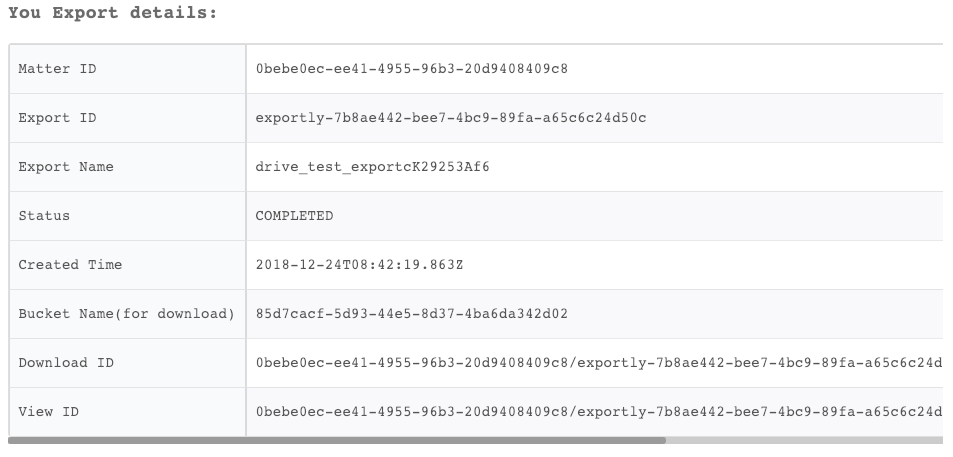 You Export details:
Matter ID 0bebe0ec-ee41-4955-96b3-20d9408409c8
Export ID exportly-7b8ae442-bee7-4bc9-89fa-a65c6c24d50c
Export Name drive_test_exportcK29253Af6
Status COMPLETED
Created Time 2018-12-24T08:42:19.863Z
Bucket Name(for download) 85d7cacf-5d93-44e5-8d37-4ba6da342d02
Download ID 0bebe0ec-ee41-4955-96b3-20d9408409c8/exportly-7b8ae442-bee7-4bc9-89fa-a65c6c24d
View ID 0bebe0ec-ee41-4955-96b3-20d9408409c8/exportly-7b8ae442-bee7-4bc9-89fa-a65c6c24d